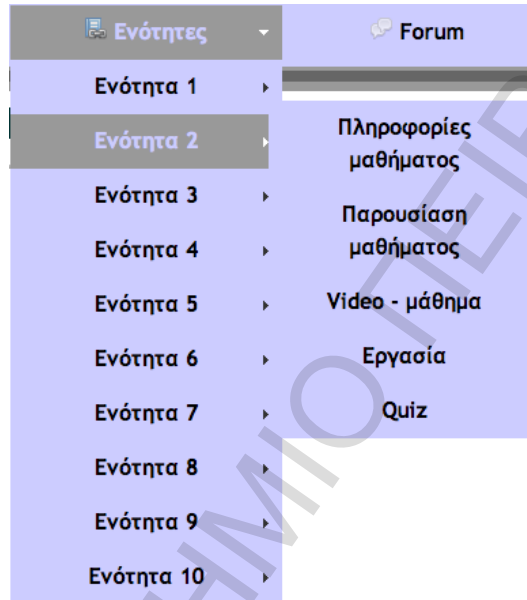 Ενότητες
Forum
Ενότητα 1
Ενότητα 2
Ενότητα 3
Ενότητα 4
Ενότητα 5
Ενότητα 6
Ενότητα 7
Ενότητα 8
Ενότητα 9
Ενότητα 10
Πληροφορίες
μαθήματος
Παρουσίαση
μαθήματος
Video - μάθημα
Εργασία
Quiz